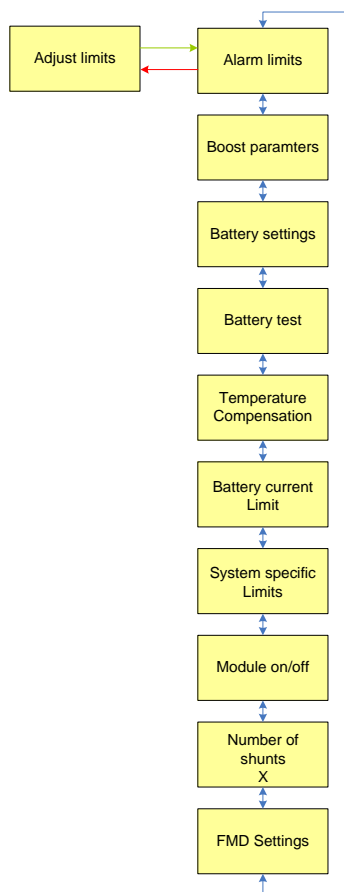 Adjust limits
Alarm limits
Boost paramters
Battery settings
Battery test
Temperature
Compensation
Battery current
Limit
System specific
Limits
Module on/off
Number of
shunts
X
FMD Settings